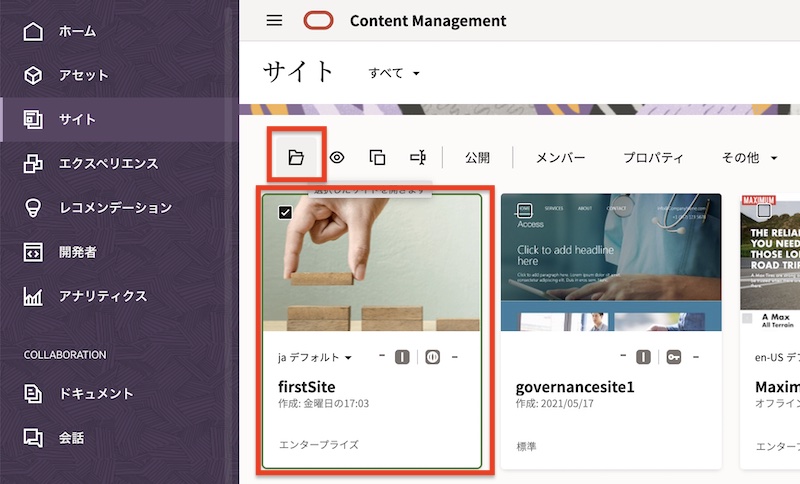 ホーム
アセット
サイト
エクスペリエンス
レコメンデーション
開発者
アナリティクス
COLLABORATION
ドキュメント
会話
Content Management
サイト
すべて
公開
メンバー
プロパティ
その他
選択したサイトを開きます
ja デフォルト
firstSite
作成: 金曜日の17:03
エンタープライズ
HOME SERVICES ABOUT CONTACT
Access
Click to add headline
here
governancesite1
作成: 2021/05/17
標準
MAXIMUM
THE RELIA
YOU NEED
THOSE LON
ROAD TRI
A Max
All Terrain
en-US デフ
Maxim
オフライン
エンタープ